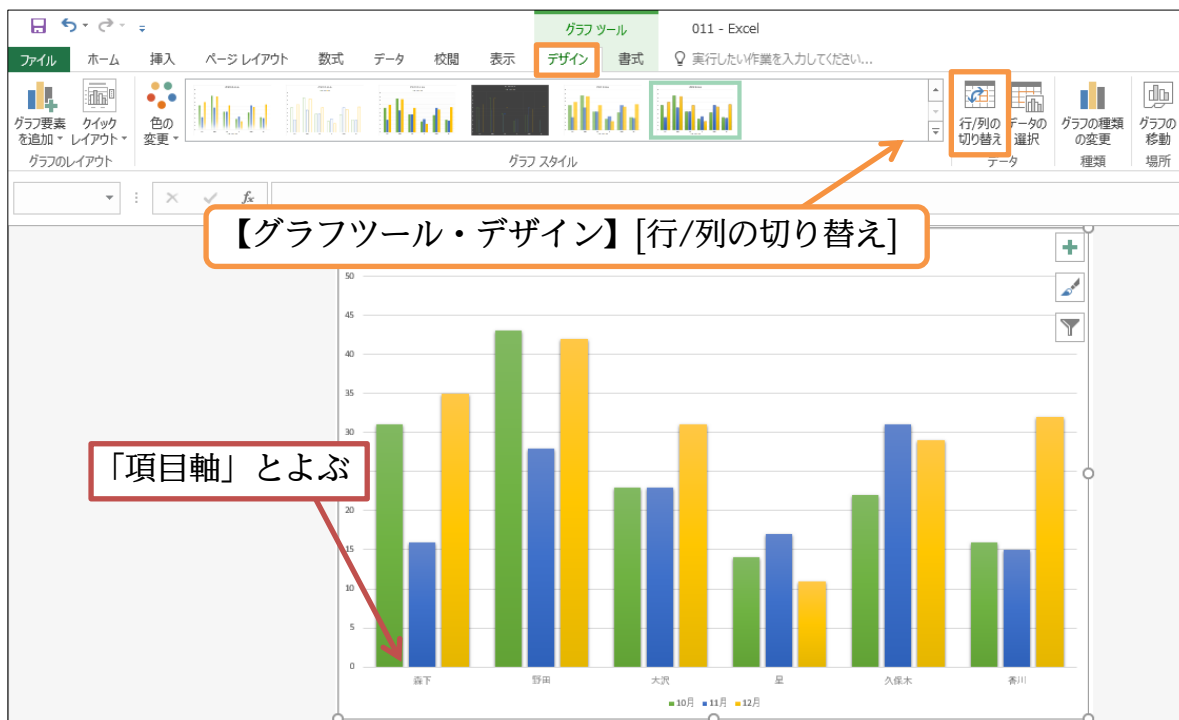 グラフ ツール
011 - Excel
ファイル
ホーム
挿入
ページ レイアウト
数式
データ
校閲
表示
デザイン
書式
実行したい作業を入力してください...
グラフ要素
を追加
クイック
レイアウト
色の
変更
行/列の
切り替え
データの
選択
グラフの種類
の変更
グラフの
移動
グラフのレイアウト
グラフ スタイル
データ
種類
場所
fx
【グラフツール・デザイン】[行/列の切り替え]
50
45
40
35
30
「項目軸」とよぶ
20
15
10
5
0
森下
野田
大沢
星
久保木
香川
10月
11月
12月